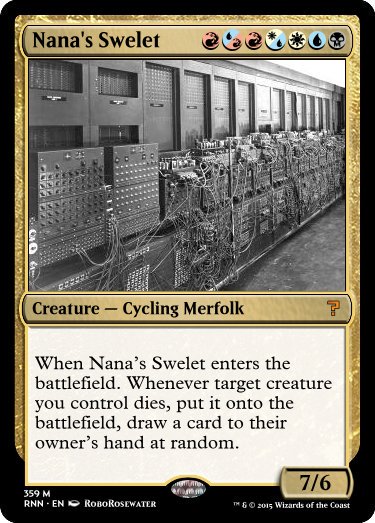 Nana's Swelet
Creature — Cycling Merfolk
When Nana's Swelet enters the
battlefield. Whenever target creature
you control dies, put it onto the
battlefield, draw a card to their
owner's hand at random.
7/6
359 M
RNN • EN RoboRosewater
™ & © 2015 Wizards of the Coast